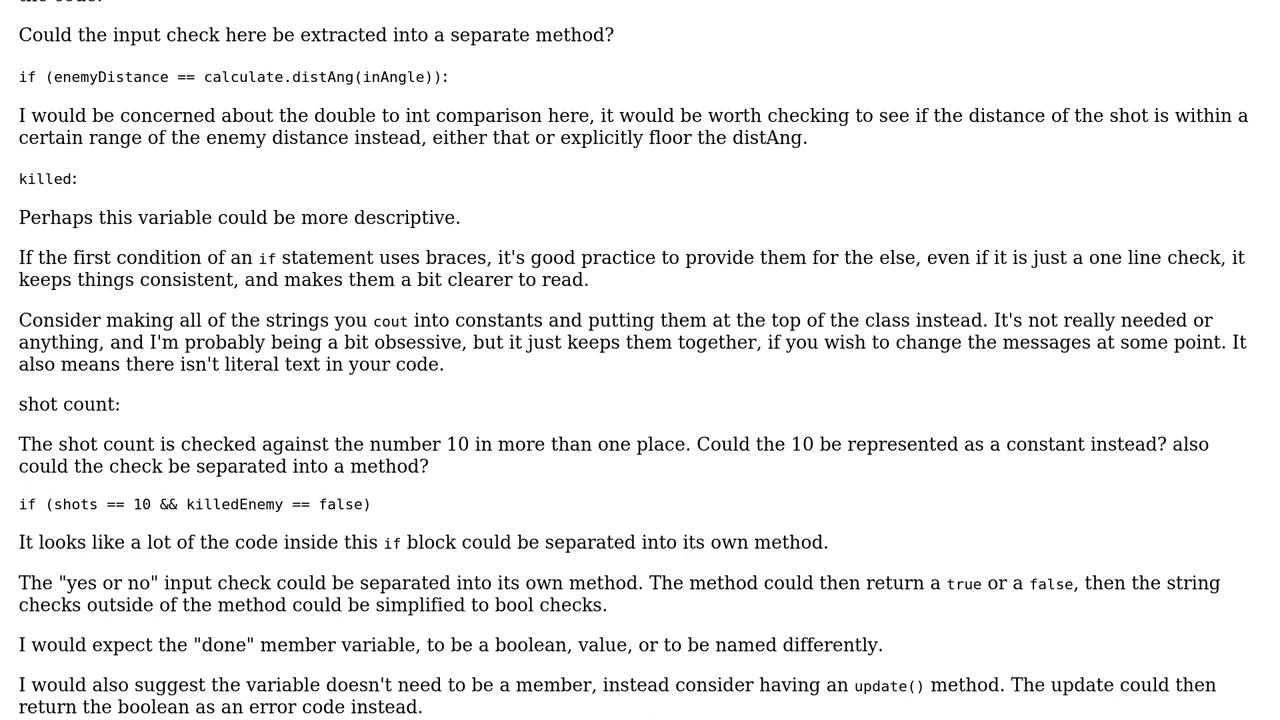 the code.
Could the input check here be extracted into a separate method?
if (enemyDistance == calculate.distAng(inAngle)):
I would be concerned about the double to int comparison here, it would be worth checking to see if the distance of the shot is within a
certain range of the enemy distance instead, either that or explicitly floor the distAng.
killed:
Perhaps this variable could be more descriptive.
If the first condition of an if statement uses braces, it's good practice to provide them for the else, even if it is just a one line check, it
keeps things consistent, and makes them a bit clearer to read.
Consider making all of the strings you cout into constants and putting them at the top of the class instead. It's not really needed or
anything, and I'm probably being a bit obsessive, but it just keeps them together, if you wish to change the messages at some point. It
also means there isn't literal text in your code.
shot count:
The shot count is checked against the number 10 in more than one place. Could the 10 be represented as a constant instead? also
could the check be separated into a method?
if (shots == 10 && killedEnemy == false)
It looks like a lot of the code inside this if block could be separated into its own method.
The "yes or no" input check could be separated into its own method. The method could then return a true or a false, then the string
checks outside of the method could be simplified to bool checks.
I would expect the "done" member variable, to be a boolean, value, or to be named differently.
I would also suggest the variable doesn't need to be a member, instead consider having an update() method. The update could then
return the boolean as an error code instead.